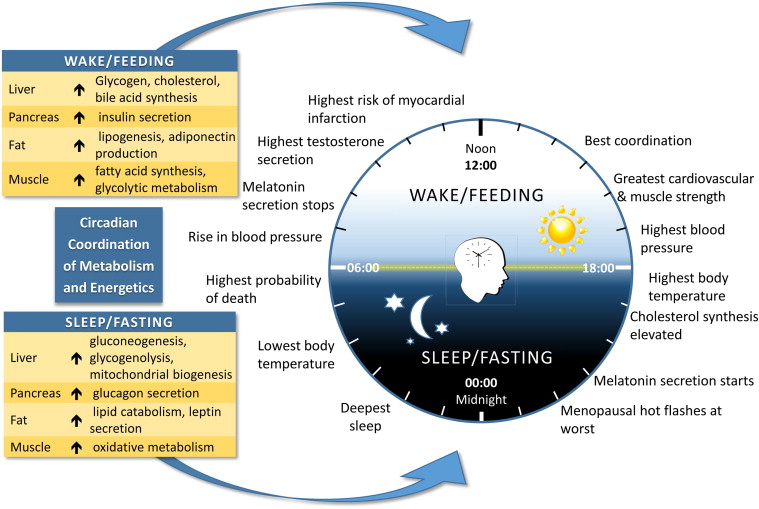 WAKE/FEEDING
Liver 🡹 Glycogen, cholesterol,
bile acid synthesis
Pancreas 🡹 insulin secretion
Fat 🡹 lipogenesis, adiponectin
production
Muscle 🡹 fatty acid synthesis,
glycolytic metabolism
Circadian
Coordination
of Metabolism
and Energetics
SLEEP/FASTING
Liver 🡹 gluconeogenesis,
glycogenolysis,
mitochondrial biogenesis
Pancreas 🡹 glucagon secretion
Fat 🡹 lipid catabolism, leptin
secretion
Muscle 🡹 oxidative metabolism
Highest risk of myocardial
infarction
Highest testosterone
secretion
Melatonin
secretion stops
Rise in blood pressure
Highest probability
of death
Lowest body
temperature
Deepest
sleep
Noon
12:00
WAKE/FEEDING
06:00
18:00
SLEEP/FASTING
00:00
Midnight
Best coordination
Greatest cardiovascular
& muscle strength
Highest blood
pressure
Highest body
temperature
Cholesterol synthesis
elevated
Melatonin secretion starts
Menopausal hot flashes at
worst